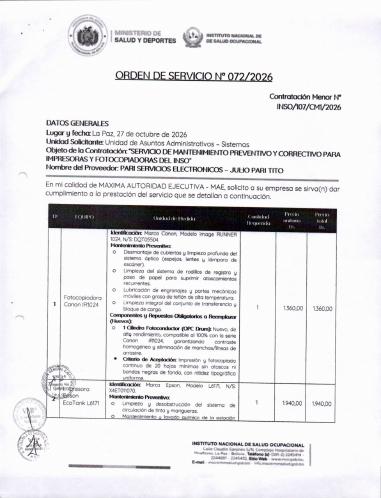 MINISTERIO DE
SALUD Y DEPORTES
INSTITUTO NACIONAL
DE SALUD OCUPACIONAL
ORDEN DE SERVICIO N° 072/2026
Contratación Menor N°
INSO/107/CM1/2026
DATOS GENERALES
Lugar y fecha: La Paz, 27 de octubre de 2026
Unidad Solicitante: Unidad de Asuntos Administrativos – Sistemas
Objeto de la Contratación: "SERVICIO DE MANTENIMIENTO PREVENTIVO Y CORRECTIVO PARA
IMPRESORAS Y FOTOCOPIADORAS DEL INSO"
Nombre del Proveedor: PARI SERVICIOS ELECTRONICOS – JULIO PARI TITO
En mi calidad de MAXIMA AUTORIDAD EJECUTIVA - MAE, solicito a su empresa se sirva(n) dar
cumplimiento a la prestación del servicio que se detallan a continuación.
N° EQUIPO Unidad de Medida Cantidad Requerida Precio unitario Bs. Precio total Bs.
Identificación: Marca Canon, Modelo Image RUNNER
1024, N/S: DQT05504.
Mantenimiento Preventivo:
o Desmontaje de cubiertas y limpieza profunda del
sistema óptico (espejos, lentes y lámpara de
escáner).
o Limpieza del sistema de rodillos de registro y
paso de papel para suprimir atascamientos
recurrentes.
o Lubricación de engranajes y partes mecánicas
móviles con grasa de teflón de alta temperatura.
o Limpieza integral del conjunto de transferencia y
bloque de carga.
1 Fotocopiadora Canon IR1024 1 1.360,00 1.360,00
Componentes y Repuestos Obligatorios a Reemplazar
(Nuevos):
o 1 Cilindro Fotoconductor (OPC Drum): Nuevo, de
alto rendimiento, compatible al 100% con la serie
Canon IR1024, garantizando contraste
homogéneo y eliminación de manchas/líneas de
arrastre.
• Criterio de Aceptación: Impresión y fotocopiado
continuo de 20 hojas mínimas sin atascos ni
bandas negras de fondo, con nitidez tipográfica
uniforme.
Identificación: Marca Epson, Modelo L6171, N/S:
X4ET011070.
Mantenimiento Preventivo:
2 Impresora Epson EcoTank L6171 1 1.940,00 1.940,00
o Limpieza y desobstrucción del sistema de
circulación de tinta y mangueras.
o Mantenimiento y lavado químico de la estación
INSTITUTO NACIONAL DE SALUD OCUPACIONAL